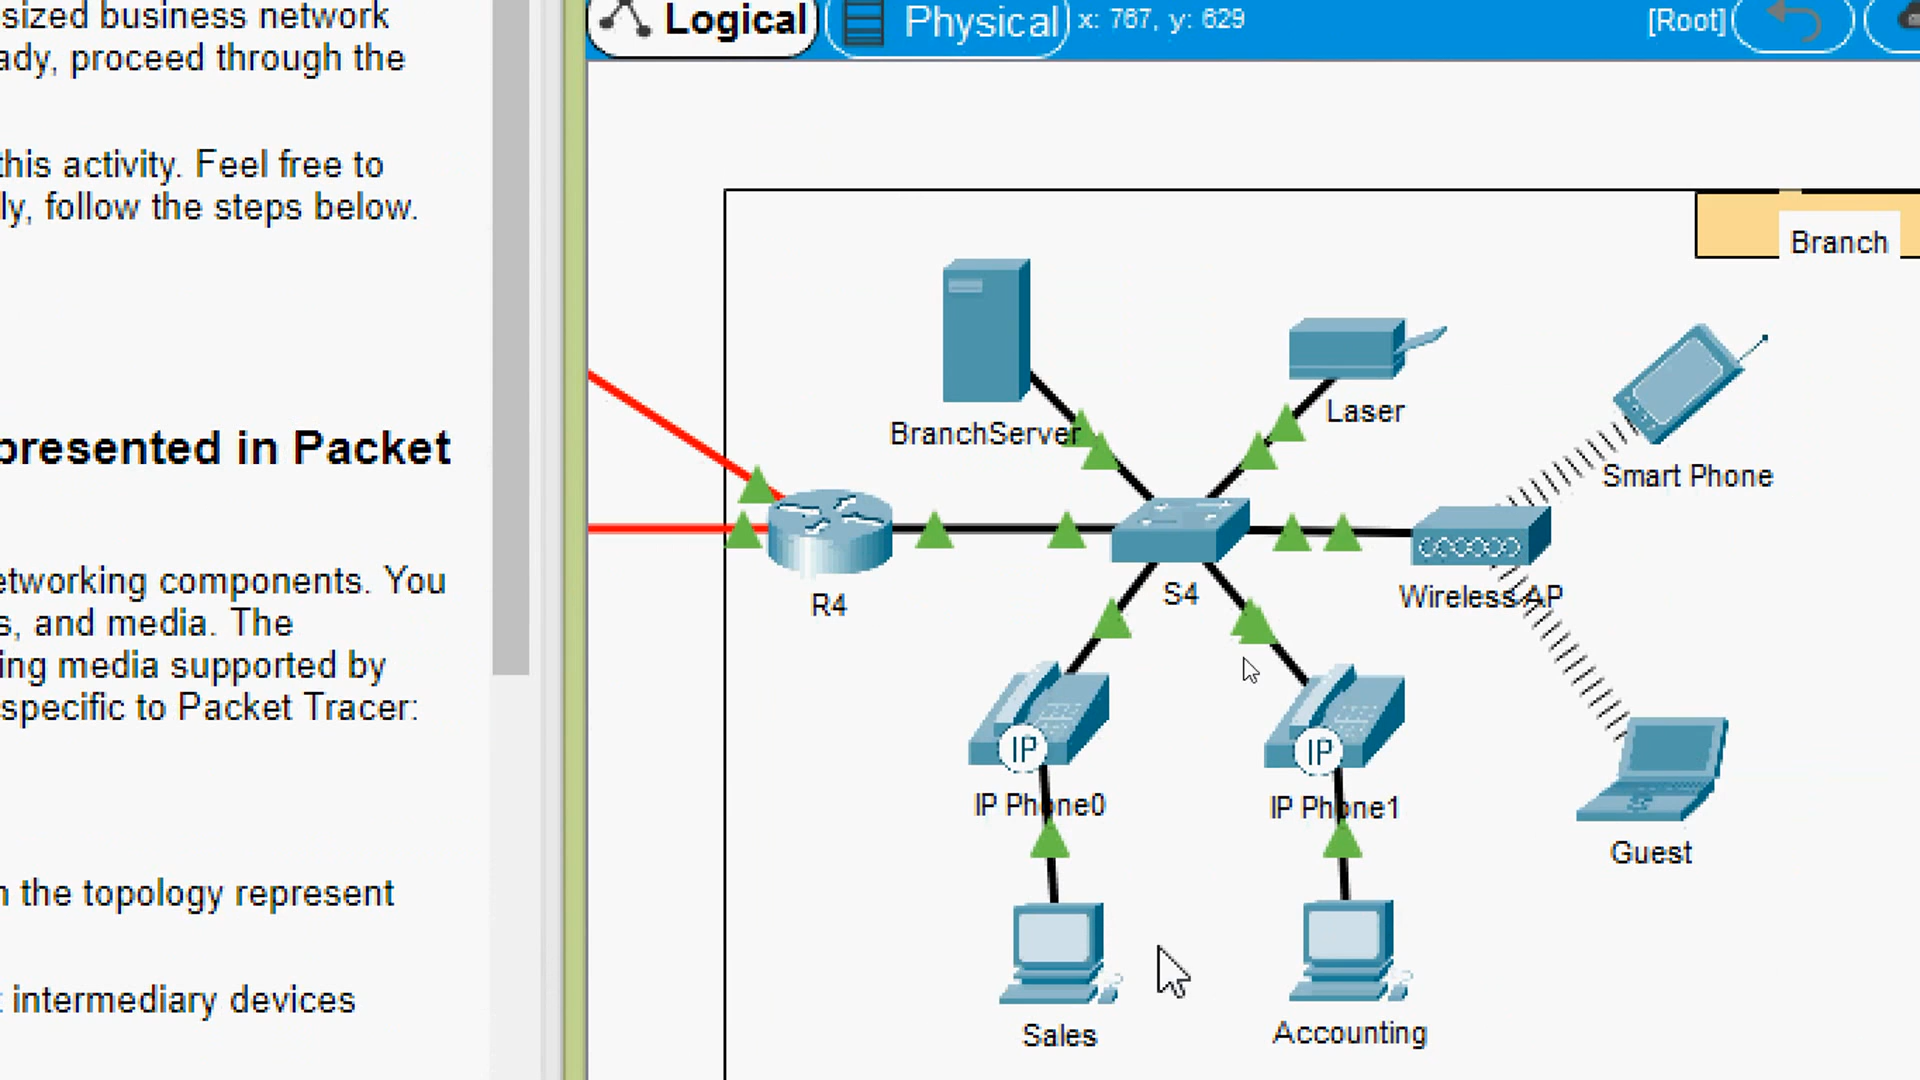 sized business network
ady, proceed through the
this activity. Feel free to
ly, follow the steps below.
presented in Packet
etworking components. You
s, and media. The
ing media supported by
specific to Packet Tracer:
n the topology represent
t intermediary devices
Logical
Physical
x: 767, y: 629
[Root]
Branch
BranchServer
Laser
Smart Phone
R4
S4
Wireless AP
IP
IP
IP Phone0
IP Phone1
Guest
Sales
Accounting